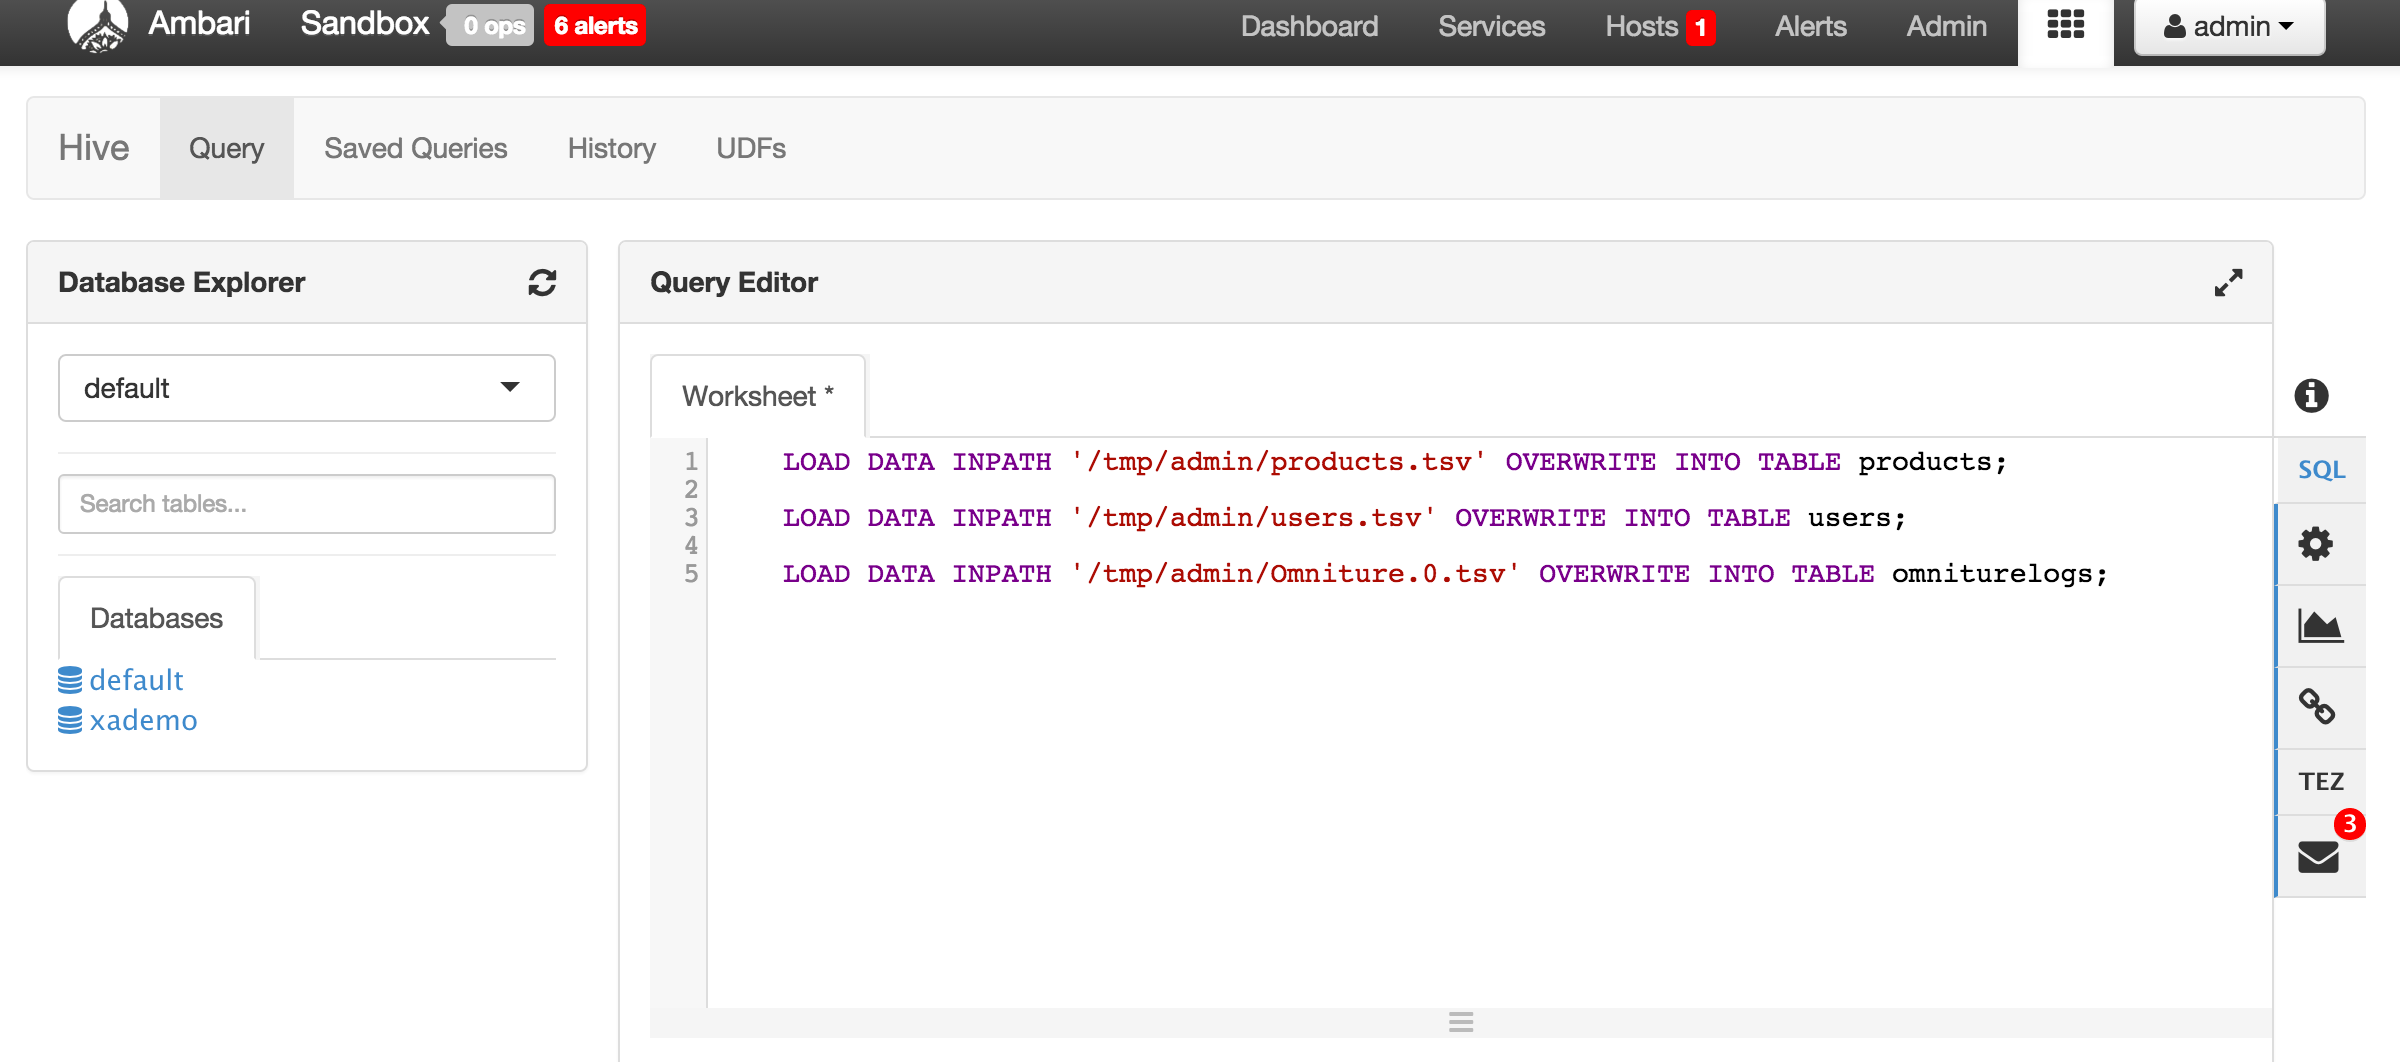 Ambari Sandbox 0 ops 6 alerts Dashboard Services Hosts 1 Alerts Admin admin
Hive Query Saved Queries History UDFs
Database Explorer
default
Search tables...
Databases
default
xademo
Query Editor
Worksheet *
1 LOAD DATA INPATH '/tmp/admin/products.tsv' OVERWRITE INTO TABLE products;
2
3 LOAD DATA INPATH '/tmp/admin/users.tsv' OVERWRITE INTO TABLE users;
4
5 LOAD DATA INPATH '/tmp/admin/Omniture.0.tsv' OVERWRITE INTO TABLE omniturelogs;
SQL
TEZ
3